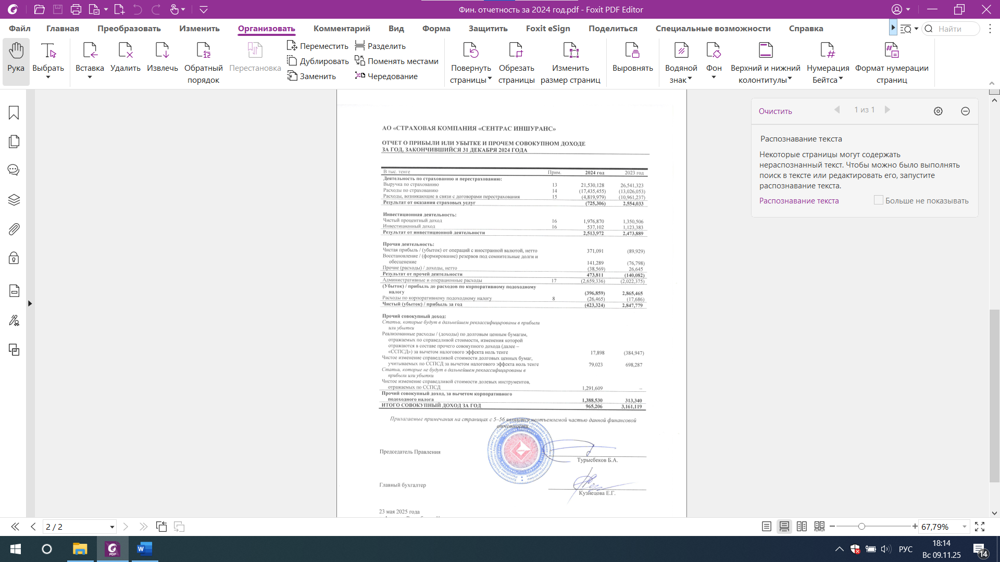 Фин. отчетность за 2024 год.pdf - Foxit PDF Editor
Файл Главная Преобразовать Изменить Организовать Комментарий Вид Форма Защитить Foxit eSign Поделиться Специальные возможности Справка Найти
Рука Выбрать Вставка Удалить Извлечь Обратный порядок Перестановка
Переместить Разделить
Дублировать Поменять местами
Заменить Чередование
Повернуть страницы Обрезать страницы Изменить размер страниц Выровнять Водяной знак Фон Верхний и нижний колонтитулы Нумерация Бейтса Формат нумерации страниц
Очистить 1 из 1
Распознавание текста
Некоторые страницы могут содержать
нераспознанный текст. Чтобы можно было выполнять
поиск в тексте или редактировать его, запустите
распознавание текста.
Распознавание текста Больше не показывать
АО «СТРАХОВАЯ КОМПАНИЯ «СЕНТРАС ИНШУРАНС»
ОТЧЕТ О ПРИБЫЛИ ИЛИ УБЫТКЕ И ПРОЧЕМ СОВОКУПНОМ ДОХОДЕ
ЗА ГОД, ЗАКОНЧИВШИЙСЯ 31 ДЕКАБРЯ 2024 ГОДА
В тыс. тенге Прим. 2024 год 2023 год
Деятельность по страхованию и перестрахованию:
Выручка по страхованию 13 21,530,128 26,541,323
Расходы по страхованию 14 (17,435,455) (13,026,053)
Расходы, возникающие в связи с договорами перестрахования 15 (4,819,979) (10,961,237)
Результат от оказания страховых услуг (725,306) 2,554,033
Инвестиционная деятельность:
Чистый процентный доход 16 1,976,870 1,350,506
Инвестиционный доход 16 537,102 1,123,383
Результат от инвестиционной деятельности 2,513,972 2,473,889
Прочая деятельность:
Чистая прибыль / (убыток) от операций с иностранной валютой, нетто 371,091 (89,929)
Восстановление / (формирование) резервов под сомнительные долги и
обесценение 141,289 (76,798)
Прочие (расходы) / доходы, нетто (38,569) 26,645
Результат от прочей деятельности 473,811 (140,082)
Административные и операционные расходы 17 (2,659,336) (2,022,375)
(Убыток) / прибыль до расходов по корпоративному подоходному
налогу (396,859) 2,865,465
Расходы по корпоративному подоходному налогу 8 (26,465) (17,686)
Чистый (убыток) / прибыль за год (423,324) 2,847,779
Прочий совокупный доход:
Статьи, которые будут в дальнейшем реклассифицированы в прибыли
или убытки
Реализованные расходы / (доходы) по долговым ценным бумагам,
отражаемых по справедливой стоимости, изменения которой
отражаются в составе прочего совокупного дохода (далее –
«ССПСД») за вычетом налогового эффекта ноль тенге 17,898 (384,947)
Чистое изменение справедливой стоимости долговых ценных бумаг,
учитываемых по ССПСД за вычетом налогового эффекта ноль тенге 79,023 698,287
Статьи, которые не будут в дальнейшем реклассифицированы в
прибыли или убытки
Чистое изменение справедливой стоимости долевых инструментов,
отражаемых по ССПСД 1,291,609 –
Прочий совокупный доход, за вычетом корпоративного
подоходного налога 1,388,530 313,340
ИТОГО СОВОКУПНЫЙ ДОХОД ЗА ГОД 965,206 3,161,119
Прилагаемые примечания на страницах с 5–56 являются неотъемлемой частью данной финансовой
отчетности.
Председатель Правления
Турысбеков Б.А.
Главный бухгалтер
Кузнецова Е.Г.
23 мая 2025 года
2 / 2 67,79%
18:14
РУС
Вс 09.11.25 14